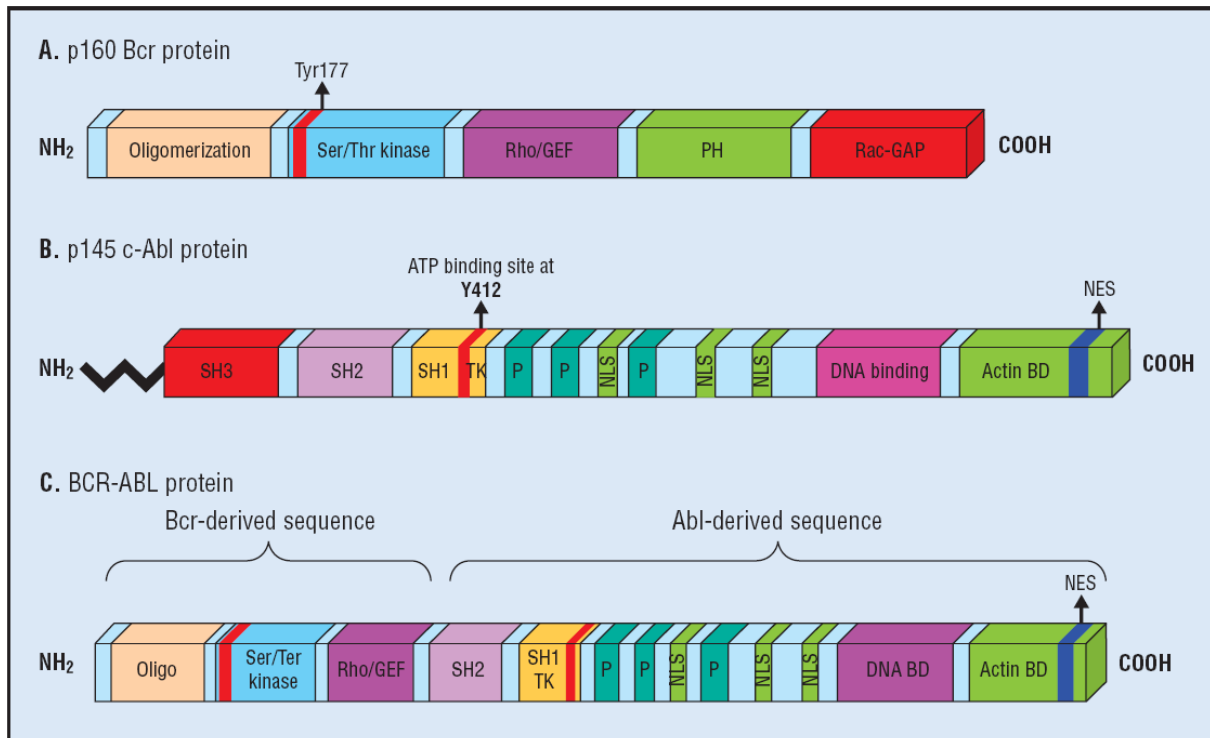 A. p160 Bcr protein
Tyr177
NH2
Oligomerization
Ser/Thr kinase
Rho/GEF
PH
Rac-GAP
COOH
B. p145 c-Abl protein
ATP binding site at
Y412
NES
NH2
SH3
SH2
SH1
TK
P
P
NLS
P
NLS
NLS
DNA binding
Actin BD
COOH
C. BCR-ABL protein
Bcr-derived sequence
Abl-derived sequence
NES
NH2
Oligo
Ser/Ter
kinase
Rho/GEF
SH2
SH1
TK
P
P
NLS
P
NLS
NLS
DNA BD
Actin BD
COOH